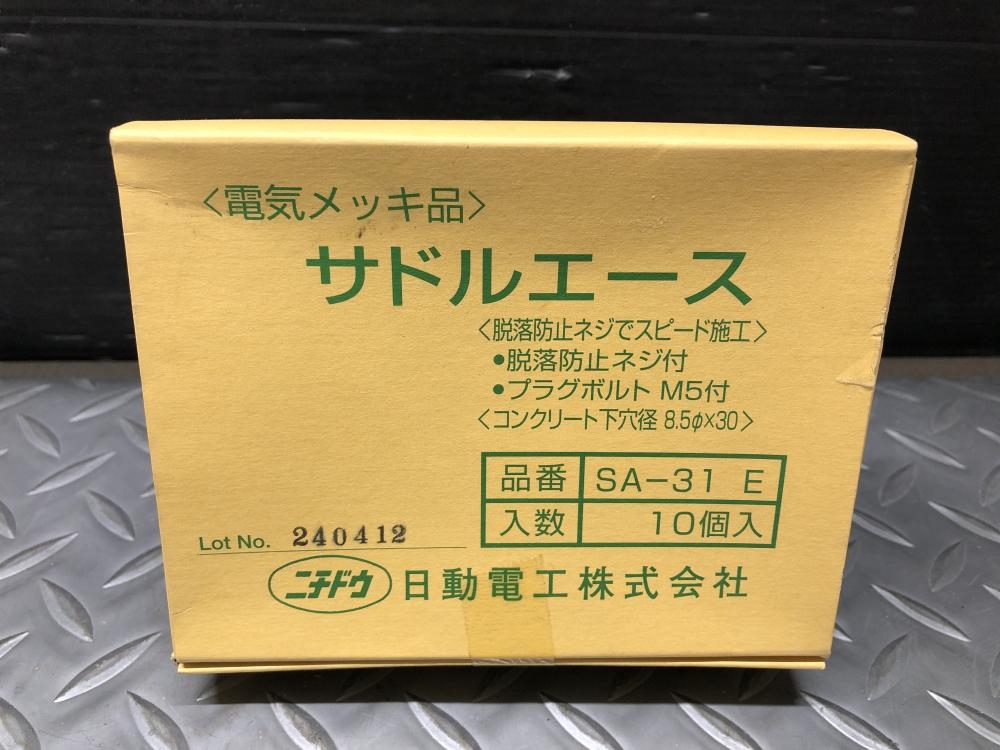 <電気メッキ品>
サドルエース
<脱落防止ネジでスピード施工>
•脱落防止ネジ付
•プラグボルト M5付
<コンクリート下穴径 8.5φ×30>
品番 SA−31 E
入数 10個入
Lot No. 240412
ニチドウ 日動電工株式会社